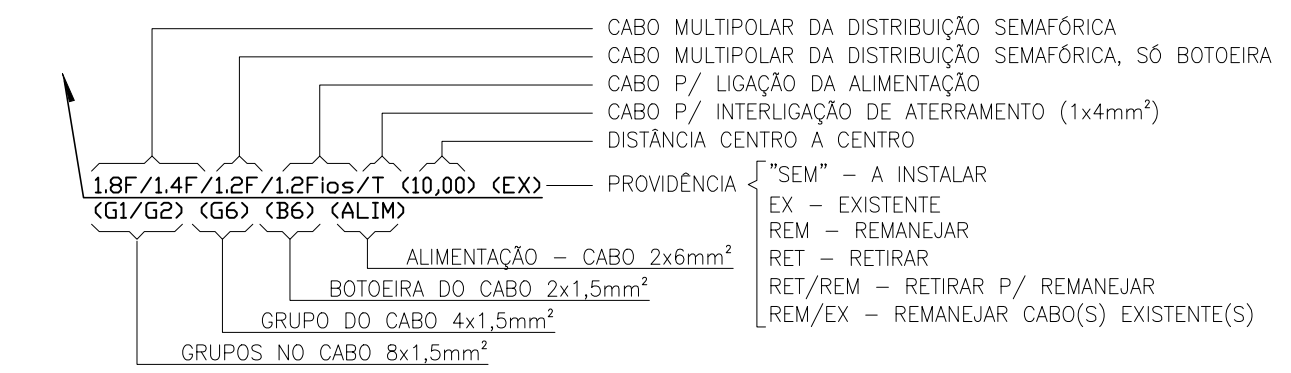 CABO MULTIPOLAR DA DISTRIBUIÇÃO SEMAFÓRICA
CABO MULTIPOLAR DA DISTRIBUIÇÃO SEMAFÓRICA, SÓ BOTOEIRA
CABO P/ LIGAÇÃO DA ALIMENTAÇÃO
CABO P/ INTERLIGAÇÃO DE ATERRAMENTO (1x4mm²)
DISTÂNCIA CENTRO A CENTRO
1.8F/1.4F/1.2F/1.2Fios/T (10,00) (EX)
PROVIDÊNCIA
"SEM" – A INSTALAR
EX – EXISTENTE
REM – REMANEJAR
RET – RETIRAR
RET/REM – RETIRAR P/ REMANEJAR
REM/EX – REMANEJAR CABO(S) EXISTENTE(S)
(G1/G2) (G6) (B6) (ALIM)
ALIMENTAÇÃO – CABO 2x6mm²
BOTOEIRA DO CABO 2x1,5mm²
GRUPO DO CABO 4x1,5mm²
GRUPOS NO CABO 8x1,5mm²